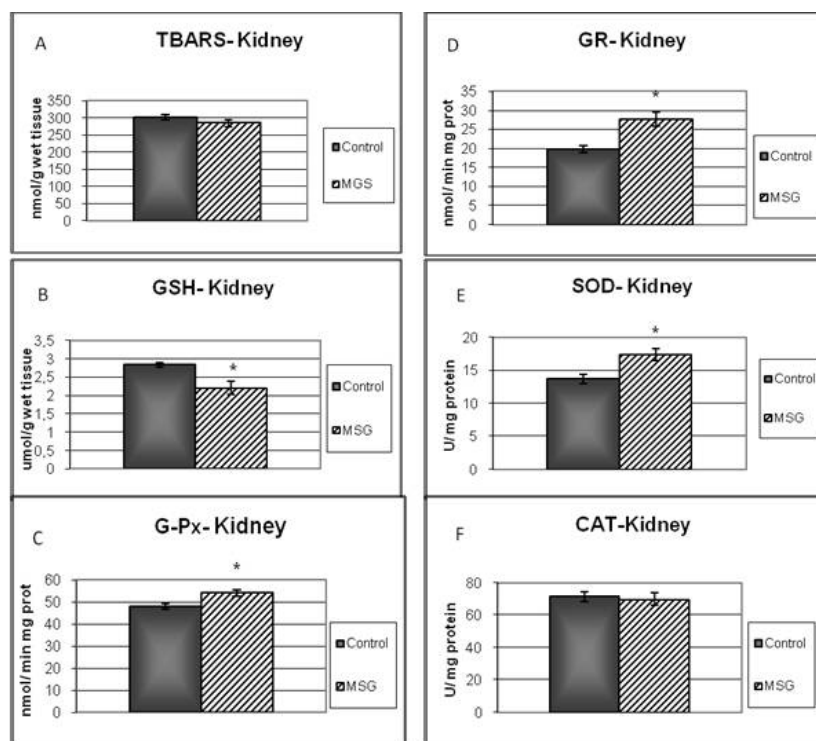 A
TBARS- Kidney
nmol/g wet tissue
350
300
250
200
150
100
50
0
Control
MGS
B
GSH- Kidney
umol/g wet tissue
3,5
3
2,5
2
1,5
1
0,5
0
*
Control
MSG
C
G-Px- Kidney
nmol/ min mg prot
60
50
40
30
20
10
0
*
Control
MSG
D
GR- Kidney
nmol/ min mg prot
35
30
25
20
15
10
5
0
*
Control
MSG
E
SOD- Kidney
U/ mg protein
20
15
10
5
0
*
Control
MSG
F
CAT-Kidney
U/ mg protein
80
60
40
20
0
Control
MSG